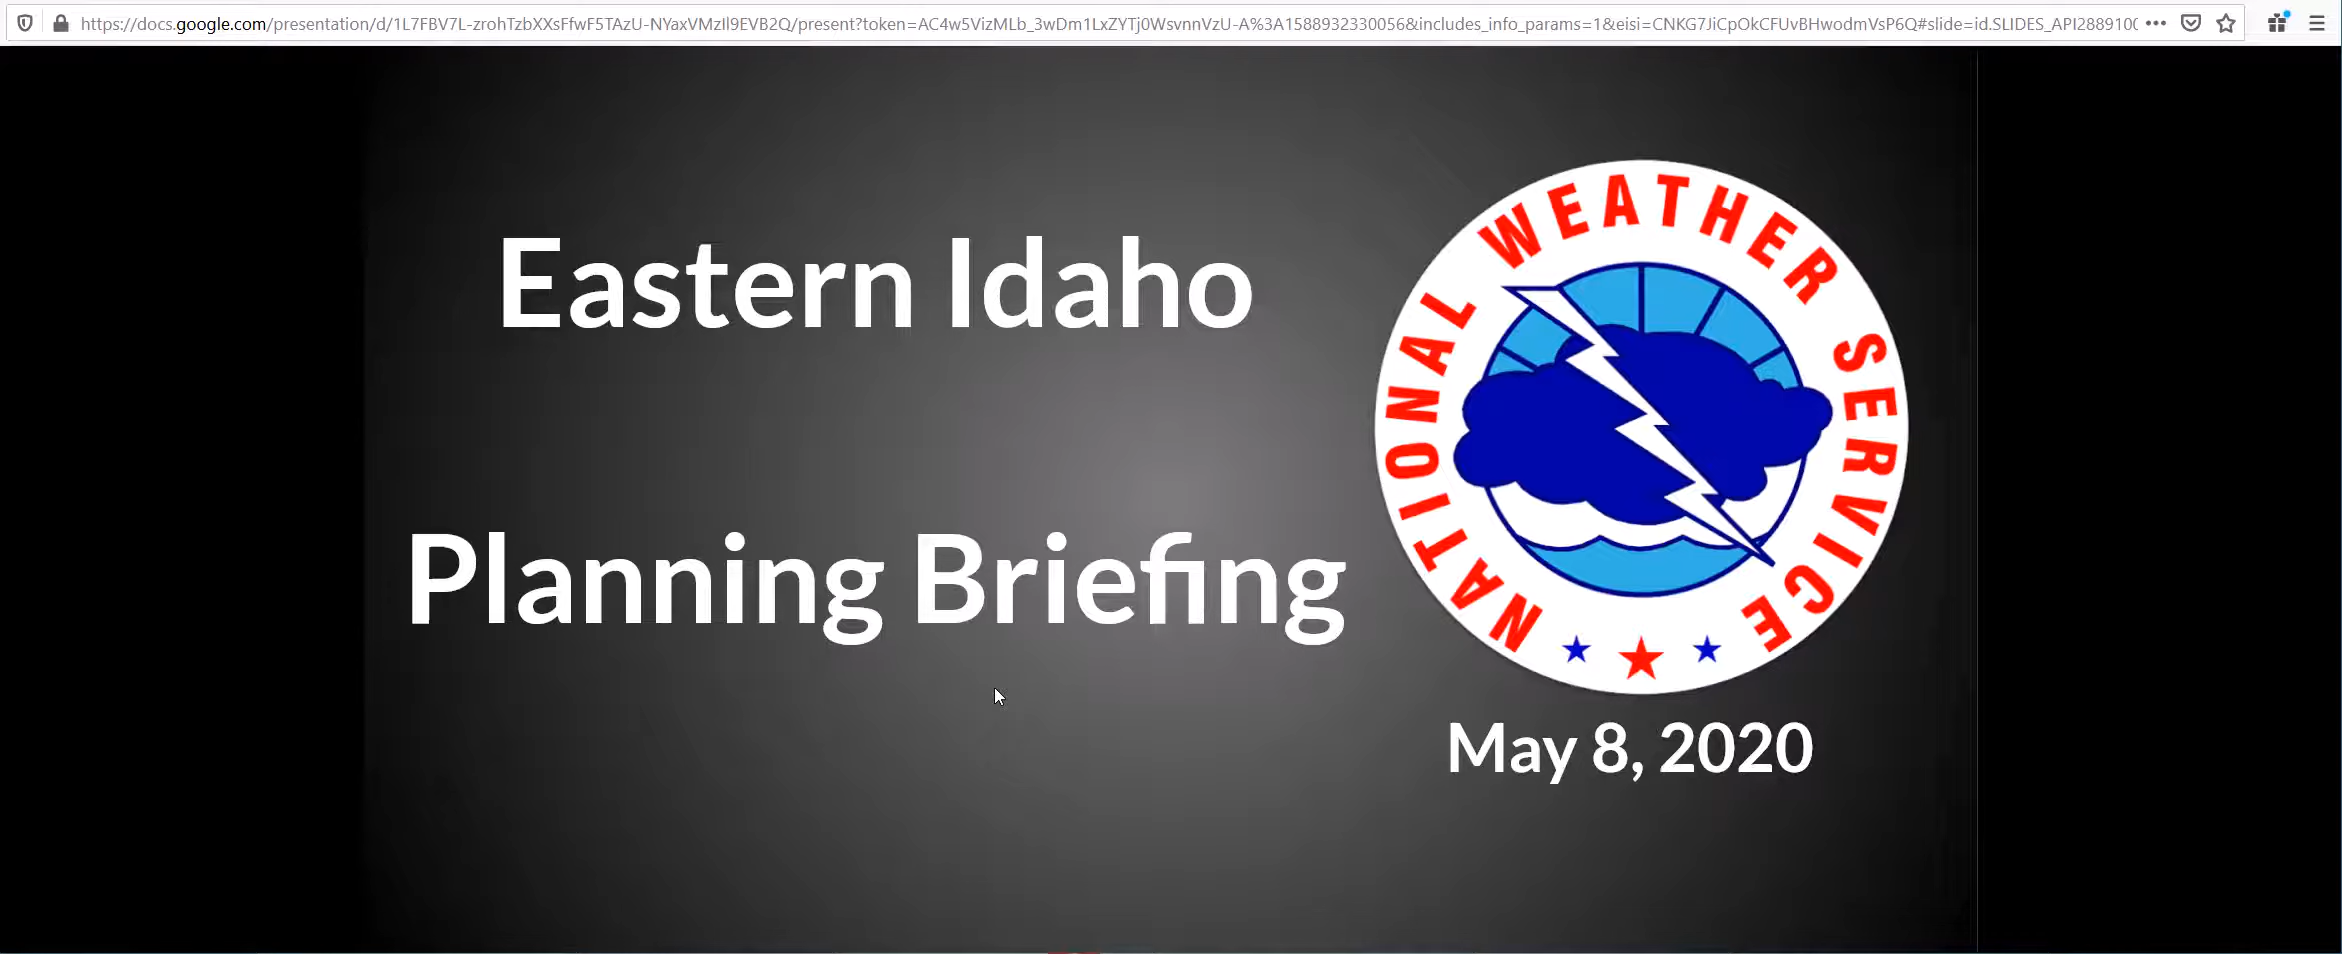 https://docs.google.com/presentation/d/1L7FBV7L-zrohTzbXXsFfwF5TAzU-NYaxVMzIl9EVB2Q/present?token=AC4w5VizMLb_3wDm1LxZYTj0WsvnnVzU-A%3A1588932330056&includes_info_params=1&eisi=CNKG7JiCpOkCFUvBHwodmVsP6Q#slide=id.SLIDES_API2889100
Eastern Idaho
Planning Briefing
NATIONAL WEATHER SERVICE
May 8, 2020